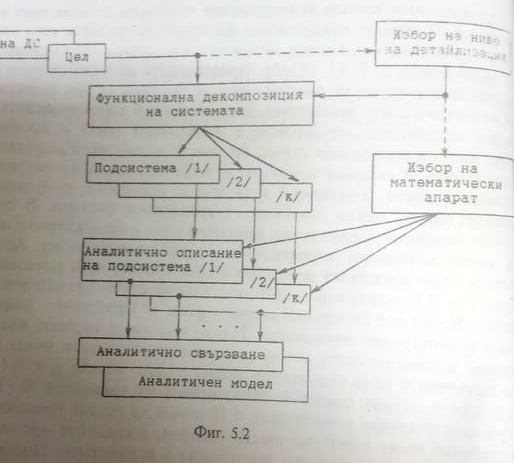 на ДС
Цел
Избор на ниво
на детайлизация
Функционална декомпозиция
на системата
Подсистема /1/
/2/
/к/
Избор на
математически
апарат
Аналитично описание
на подсистема /1/
/2/
/к/
. . .
Аналитично свързване
Аналитичен модел
Фиг. 5.2